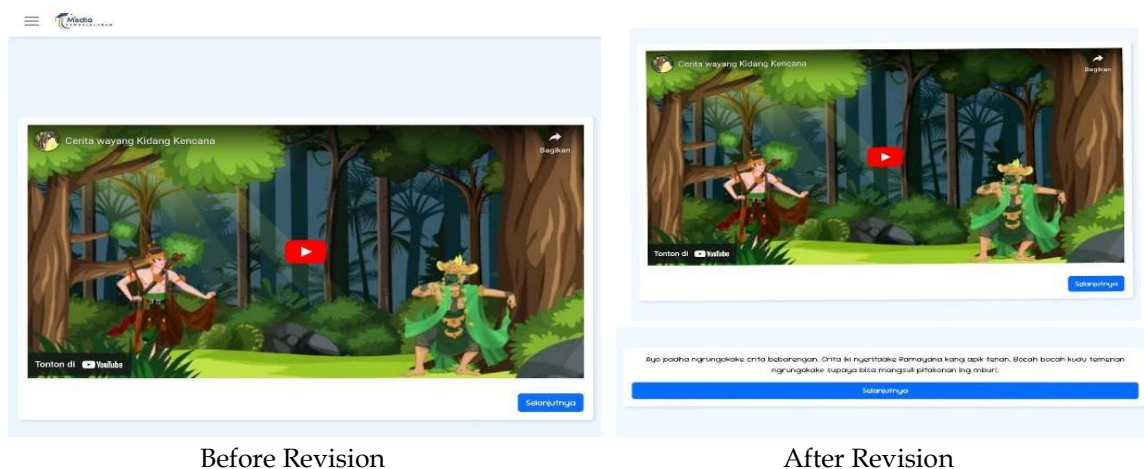 Media
PEMBELAJARAN
Cerita wayang Kidang Kencana
Bagikan
Tonton di YouTube
Selanjutnya
Before Revision
Cerita wayang Kidang Kencana
Bagikan
Tonton di YouTube
Selanjutnya
Ayo padha ngrungokake crita bebarengan. Crita iki nyeritaake Ramayana kang apik tenan. Bocah bocah kudu temenan
ngrungokake supaya bisa mangsuli pitakonan ing mburi.
Selanjutnya
After Revision